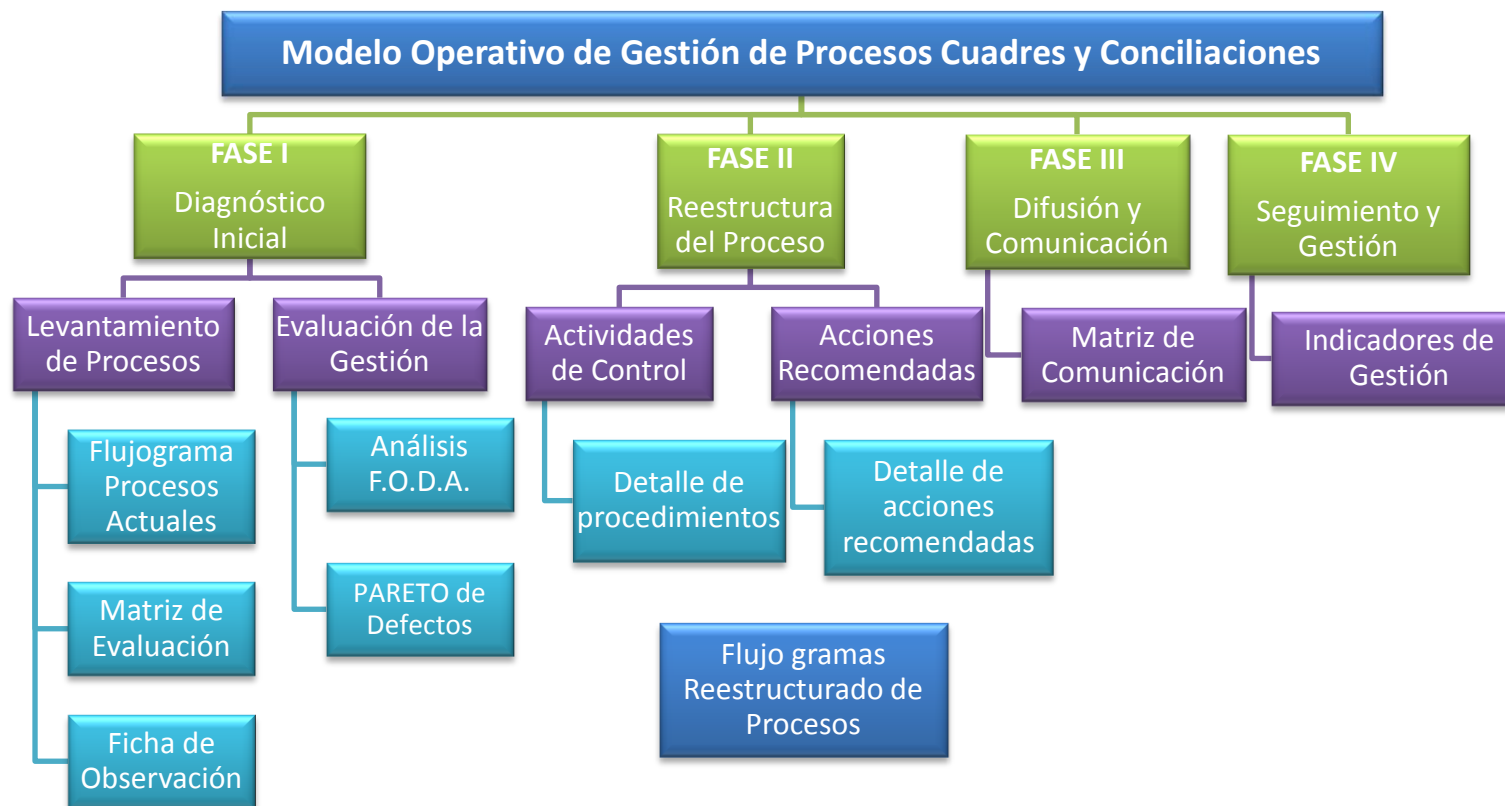 Modelo Operativo de Gestión de Procesos Cuadres y Conciliaciones
FASE I
Diagnóstico
Inicial
FASE II
Reestructura
del Proceso
FASE III
Difusión y
Comunicación
FASE IV
Seguimiento y
Gestión
Levantamiento
de Procesos
Evaluación de la
Gestión
Actividades
de Control
Acciones
Recomendadas
Matriz de
Comunicación
Indicadores de
Gestión
Flujograma
Procesos
Actuales
Matriz de
Evaluación
Ficha de
Observación
Análisis
F.O.D.A.
PARETO de
Defectos
Detalle de
procedimientos
Detalle de
acciones
recomendadas
Flujo gramas
Reestructurado de
Procesos